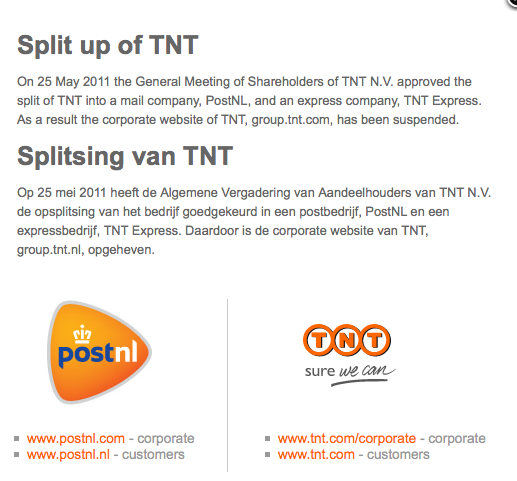 Split up of TNT
On 25 May 2011 the General Meeting of Shareholders of TNT N.V. approved the
split of TNT into a mail company, PostNL, and an express company, TNT Express.
As a result the corporate website of TNT, group.tnt.com, has been suspended.
Splitsing van TNT
Op 25 mei 2011 heeft de Algemene Vergadering van Aandeelhouders van TNT N.V.
de opsplitsing van het bedrijf goedgekeurd in een postbedrijf, PostNL en een
expressbedrijf, TNT Express. Daardoor is de corporate website van TNT,
group.tnt.nl, opgeheven.
postnl
www.postnl.com - corporate
www.postnl.nl - customers
TNT
sure we can
www.tnt.com/corporate - corporate
www.tnt.com - customers